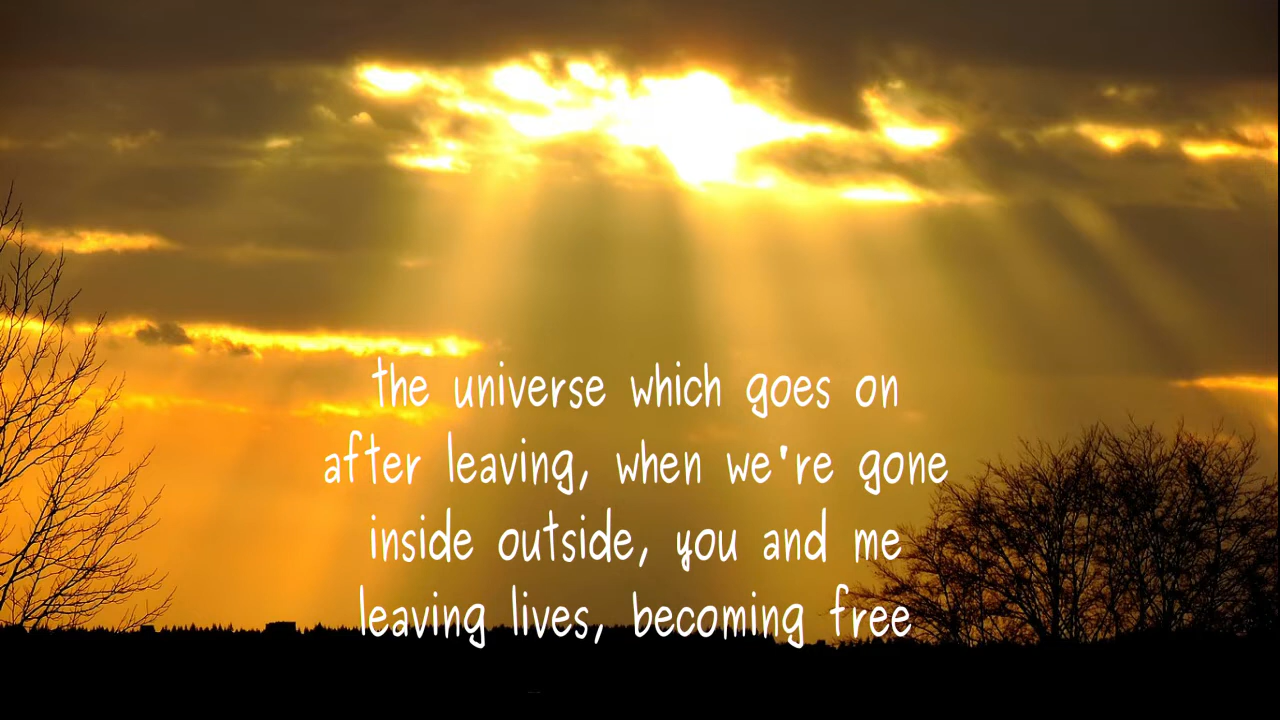 the universe which goes on
after leaving, when we're gone
inside outside, you and me
leaving lives, becoming free